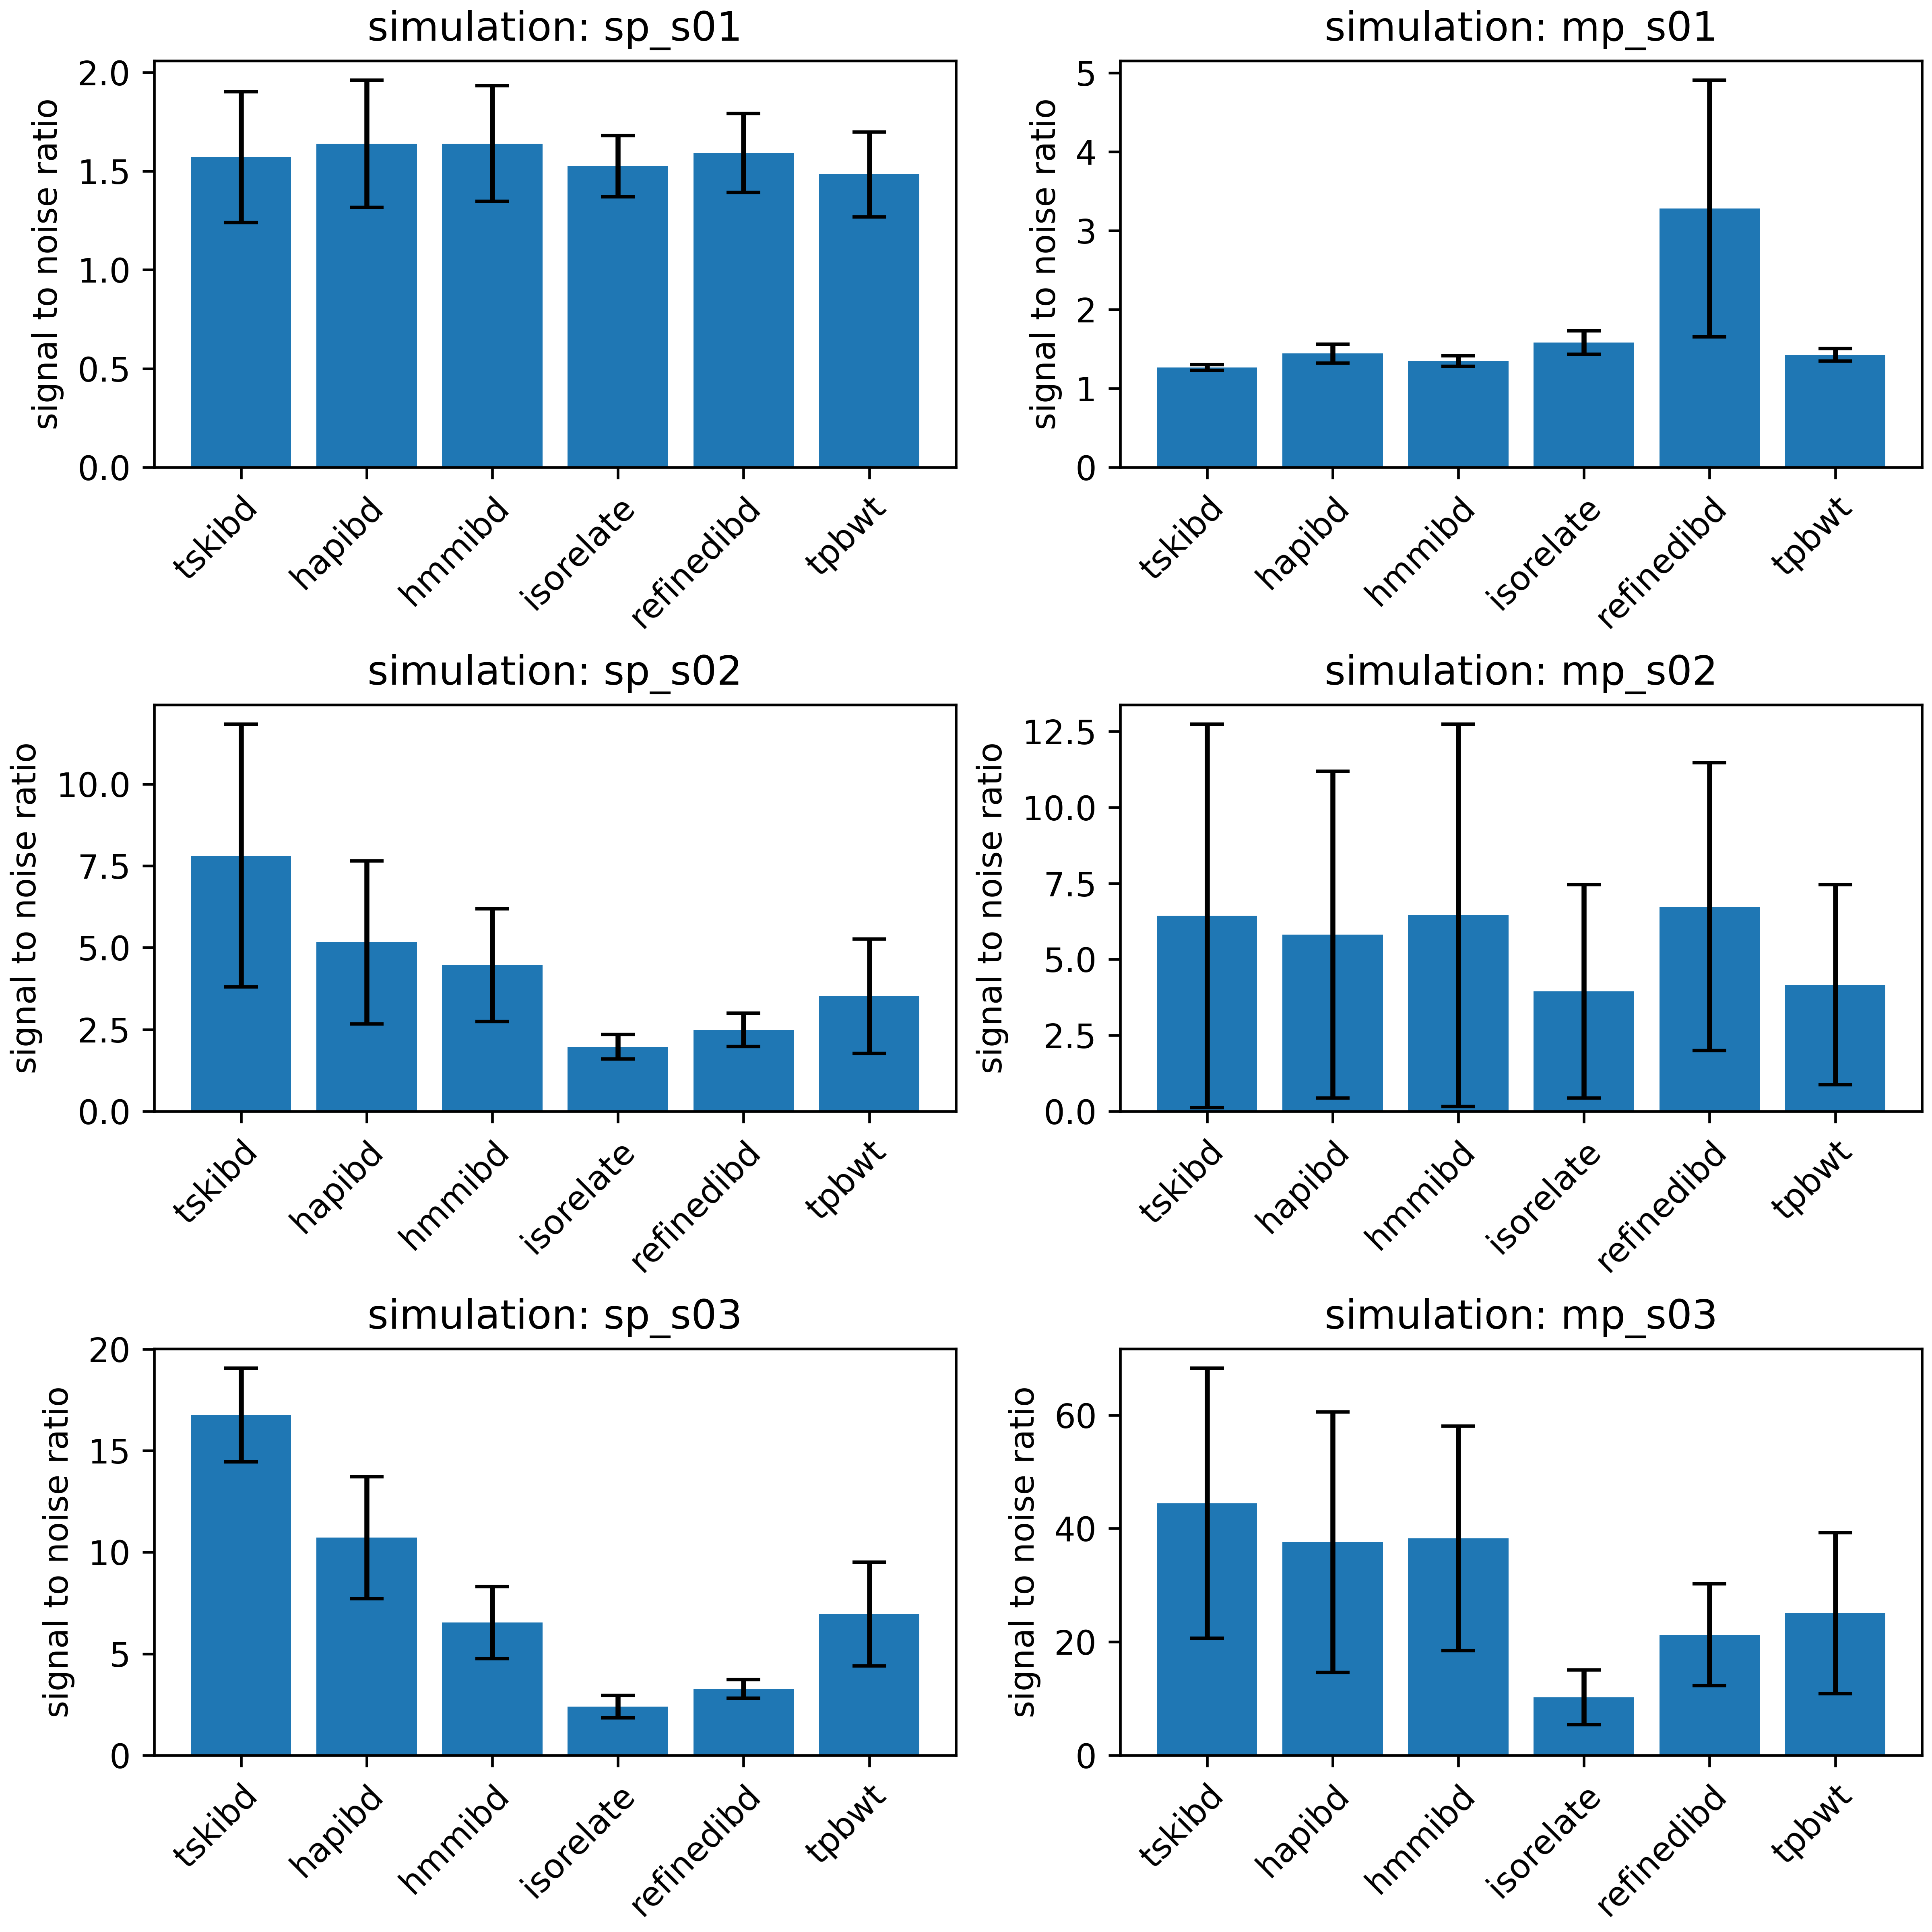 simulation: sp_s01
signal to noise ratio
2.0
1.5
1.0
0.5
0.0
tskibd
hapibd
hmmibd
isorelate
refinedibd
tpbwt
simulation: mp_s01
signal to noise ratio
5
4
3
2
1
0
tskibd
hapibd
hmmibd
isorelate
refinedibd
tpbwt
simulation: sp_s02
signal to noise ratio
10.0
7.5
5.0
2.5
0.0
tskibd
hapibd
hmmibd
isorelate
refinedibd
tpbwt
simulation: mp_s02
signal to noise ratio
12.5
10.0
7.5
5.0
2.5
0.0
tskibd
hapibd
hmmibd
isorelate
refinedibd
tpbwt
simulation: sp_s03
signal to noise ratio
20
15
10
5
0
tskibd
hapibd
hmmibd
isorelate
refinedibd
tpbwt
simulation: mp_s03
signal to noise ratio
60
40
20
0
tskibd
hapibd
hmmibd
isorelate
refinedibd
tpbwt